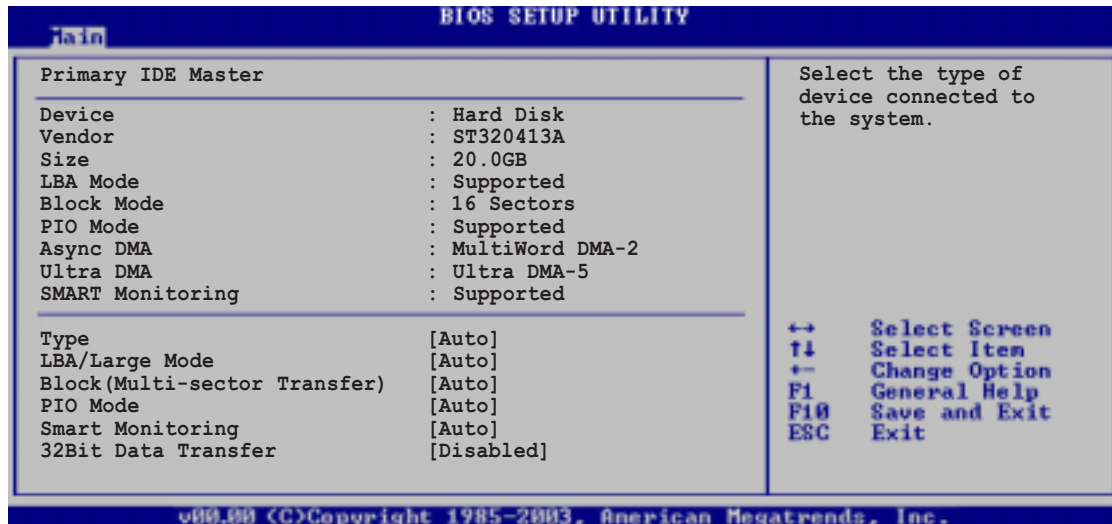 BIOS SETUP UTILITY
Main
Primary IDE Master
Device : Hard Disk
Vendor : ST320413A
Size : 20.0GB
LBA Mode : Supported
Block Mode : 16 Sectors
PIO Mode : Supported
Async DMA : MultiWord DMA-2
Ultra DMA : Ultra DMA-5
SMART Monitoring : Supported
Type [Auto]
LBA/Large Mode [Auto]
Block(Multi-sector Transfer) [Auto]
PIO Mode [Auto]
Smart Monitoring [Auto]
32Bit Data Transfer [Disabled]
Select the type of
device connected to
the system.
←→ Select Screen
↑↓ Select Item
+- Change Option
F1 General Help
F10 Save and Exit
ESC Exit
v00.00 (C)Copyright 1985-2003, American Megatrends, Inc.